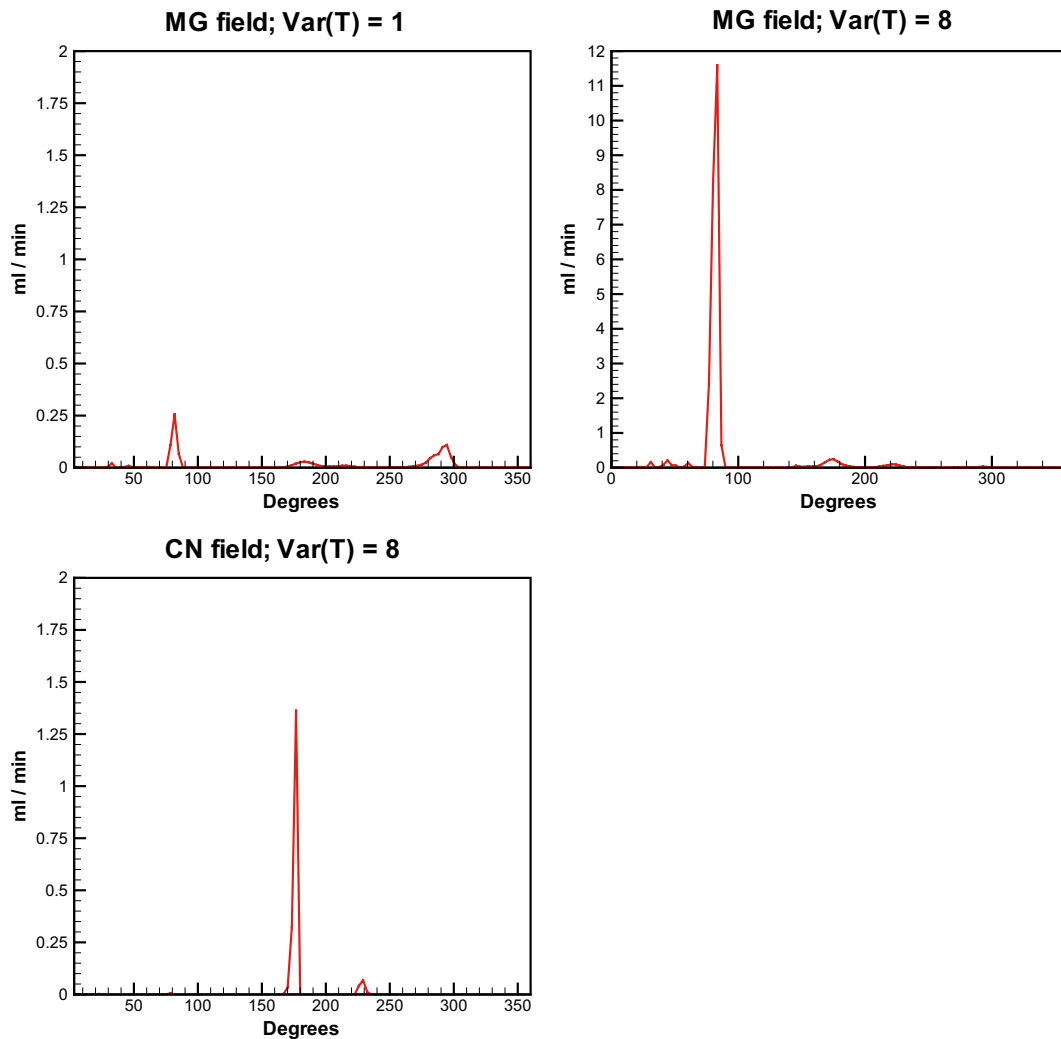 MG field; Var(T) = 1
2
1.75
1.5
1.25
1
0.75
0.5
0.25
0
ml / min
50 100 150 200 250 300 350
Degrees
MG field; Var(T) = 8
12
11
10
9
8
7
6
5
4
3
2
1
0
ml / min
0 100 200 300
Degrees
CN field; Var(T) = 8
2
1.75
1.5
1.25
1
0.75
0.5
0.25
0
ml / min
50 100 150 200 250 300 350
Degrees